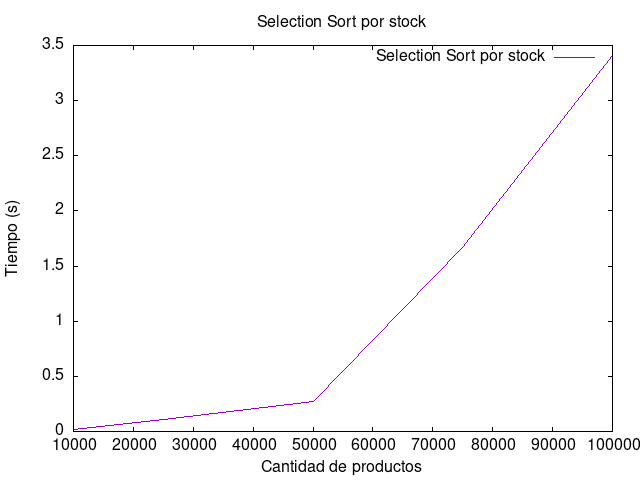 Selection Sort por stock
Selection Sort por stock
3.5
3
2.5
2
1.5
1
0.5
0
Tiempo (s)
10000 20000 30000 40000 50000 60000 70000 80000 90000 100000
Cantidad de productos